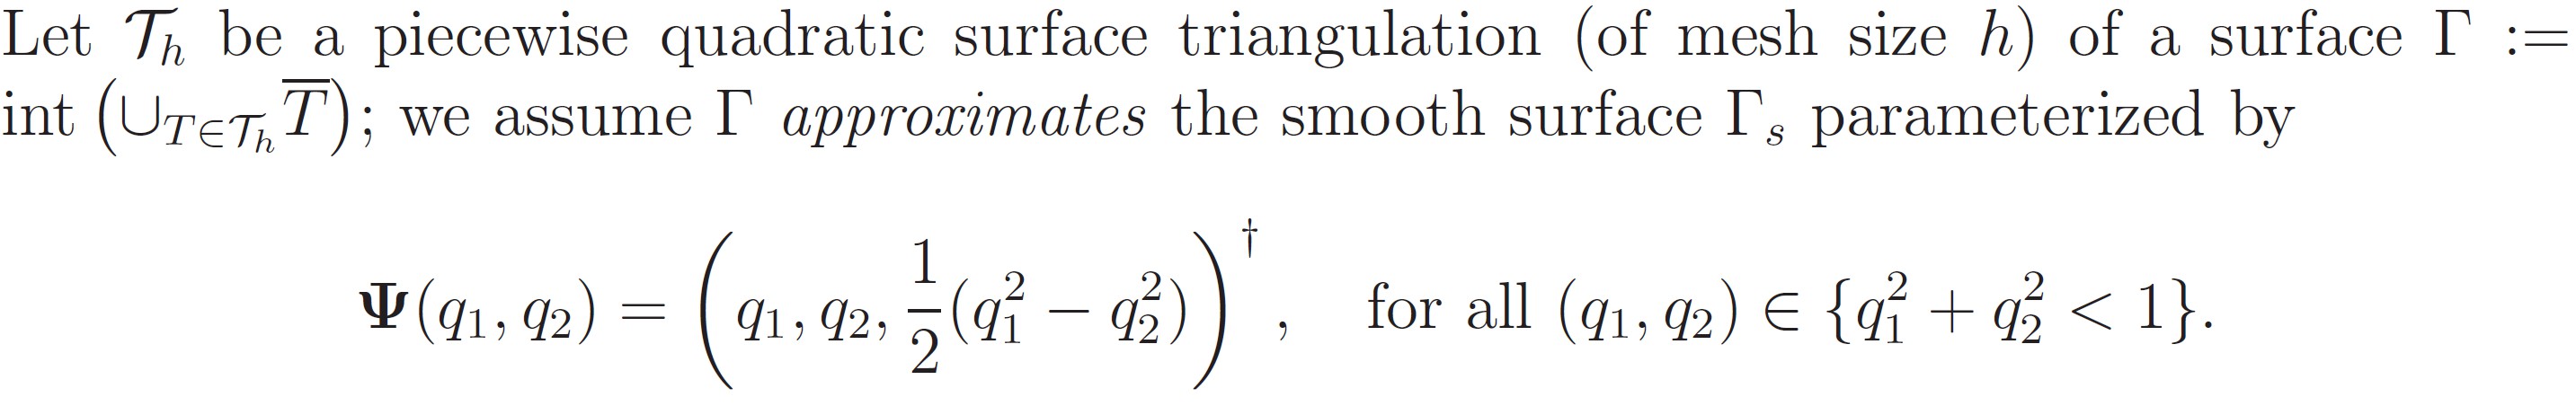 Let $\mathcal{T}_h$ be a piecewise quadratic surface triangulation (of mesh size $h$) of a surface $\Gamma :=$
$\mathrm{int}\left(\cup_{T \in \mathcal{T}_h} \overline{T}\right)$; we assume $\Gamma$ approximates the smooth surface $\Gamma_s$ parameterized by
$\mathbf{\Psi}(q_1, q_2) = \left( q_1, q_2, \frac{1}{2}(q_1^2 - q_2^2) \right)^{\dagger}, \quad \text{for all } (q_1, q_2) \in \{q_1^2 + q_2^2 < 1\}.$